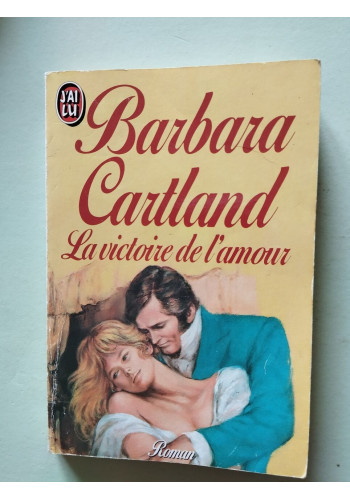 J'AI
LU
Barbara
Cartland
La victoire de l'amour
Roman